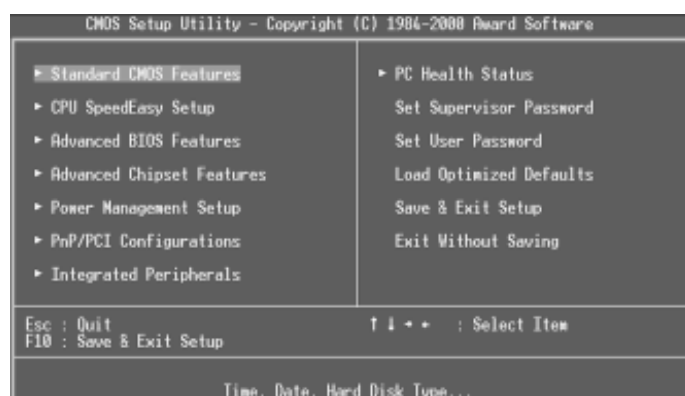 CMOS Setup Utility - Copyright (C) 1984-2000 Award Software
► Standard CMOS Features
► CPU SpeedEasy Setup
► Advanced BIOS Features
► Advanced Chipset Features
► Power Management Setup
► PnP/PCI Configurations
► Integrated Peripherals
► PC Health Status
Set Supervisor Password
Set User Password
Load Optimized Defaults
Save & Exit Setup
Exit Without Saving
Esc : Quit
F10 : Save & Exit Setup
↑ ↓ → ← : Select Item
Time, Date, Hard Disk Type...